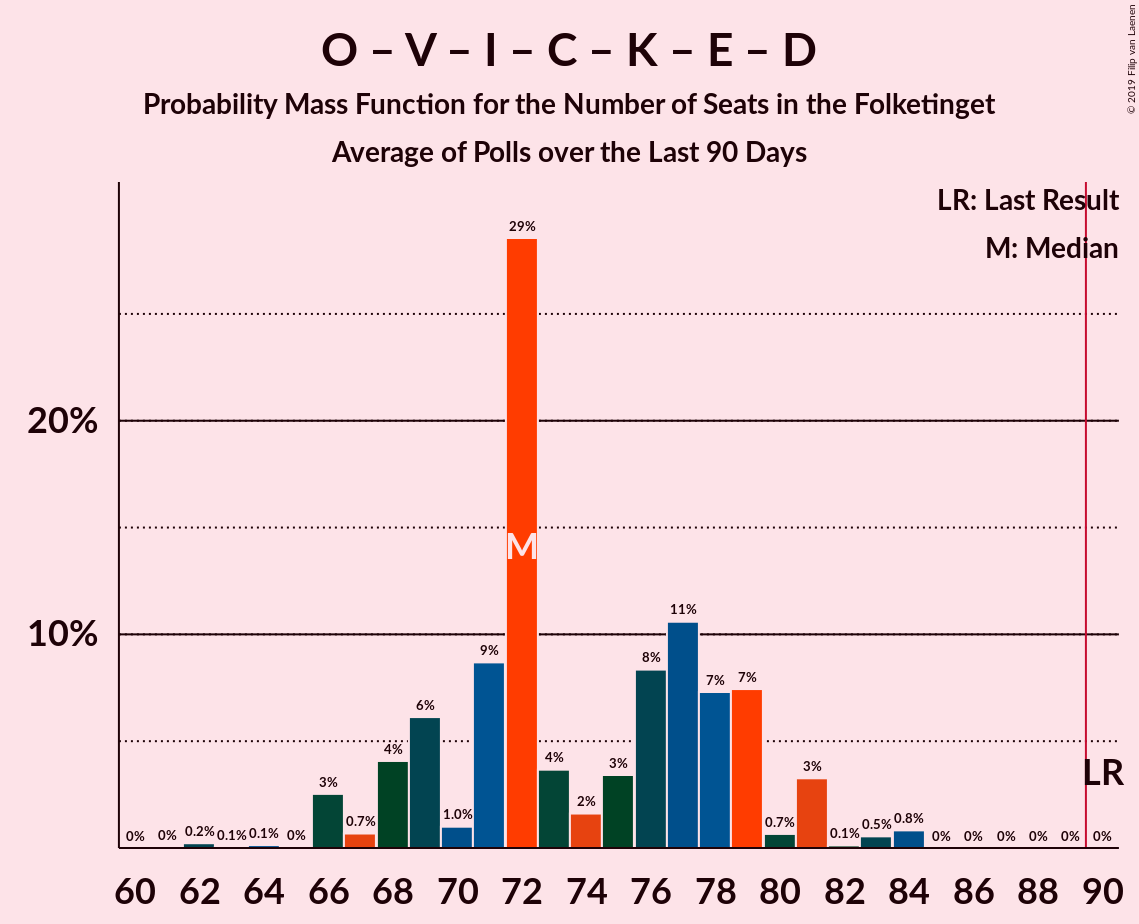 O – V – I – C – K – E – D
Probability Mass Function for the Number of Seats in the Folketinget
Average of Polls over the Last 90 Days
© 2019 Filip van Laenen
LR: Last Result
M: Median
20%
10%
0% 0% 0.2% 0.1% 0.1% 0% 3% 0.7% 4% 6% 1.0% 9% 29% 4% 2% 3% 8% 11% 7% 7% 0.7% 3% 0.1% 0.5% 0.8% 0% 0% 0% 0% 0% 0%
M
LR
60 62 64 66 68 70 72 74 76 78 80 82 84 86 88 90